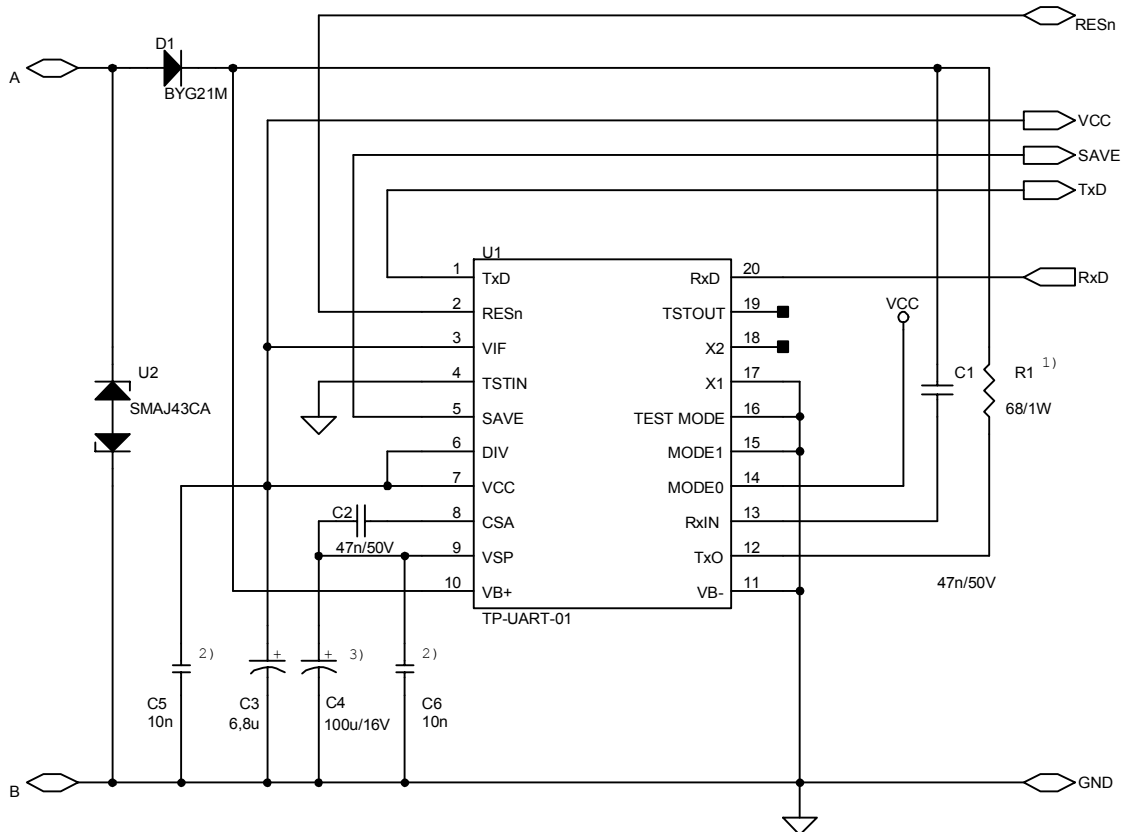 RESn
D1
A
BYG21M
VCC
SAVE
TxD
U1
1 TxD RxD 20
RxD
2 RESn TSTOUT 19
VCC
3 VIF X2 18
U2
4 TSTIN X1 17
C1 R1 1)
SMAJ43CA
68/1W
5 SAVE TEST MODE 16
6 DIV MODE1 15
7 VCC MODE0 14
C2
8 CSA RxIN 13
47n/50V
9 VSP TxO 12
47n/50V
10 VB+ VB- 11
TP-UART-01
2) + + 3) 2)
C5 C3 C4 C6
10n 6,8u 100u/16V 10n
B
GND